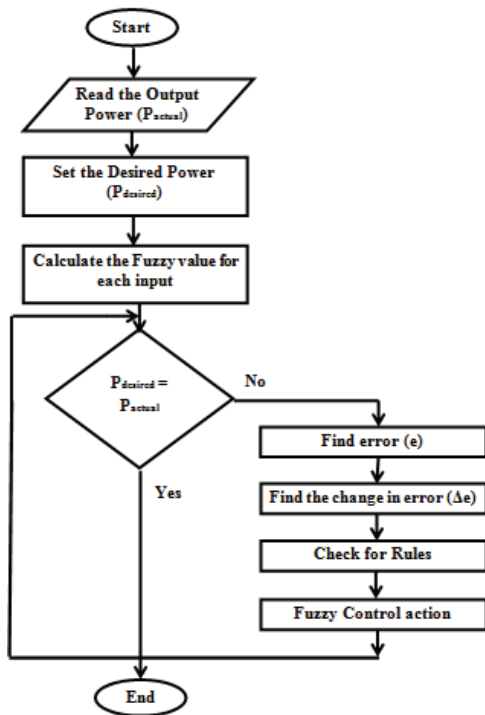 Start
Read the Output
Power (Pactual)
Set the Desired Power
(Pdesired)
Calculate the Fuzzy value for
each input
Pdesired =
Pactual
No
Yes
Find error (e)
Find the change in error (Δe)
Check for Rules
Fuzzy Control action
End